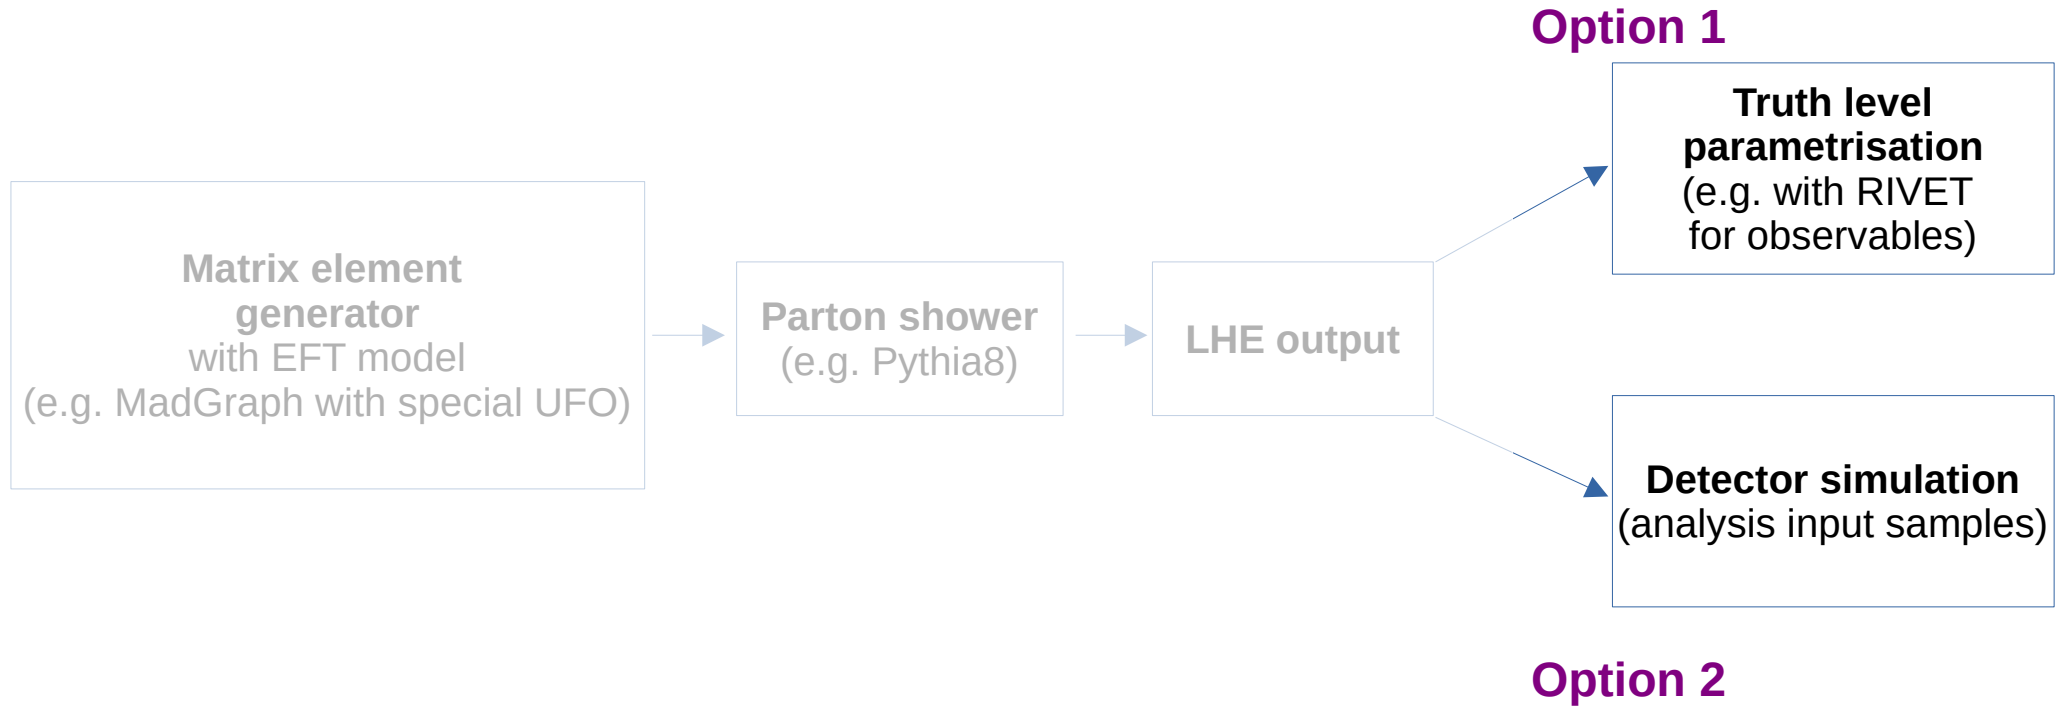 Option 1
Truth level
parametrisation
(e.g. with RIVET
for observables)
Matrix element
generator
with EFT model
(e.g. MadGraph with special UFO)
Parton shower
(e.g. Pythia8)
LHE output
Detector simulation
(analysis input samples)
Option 2